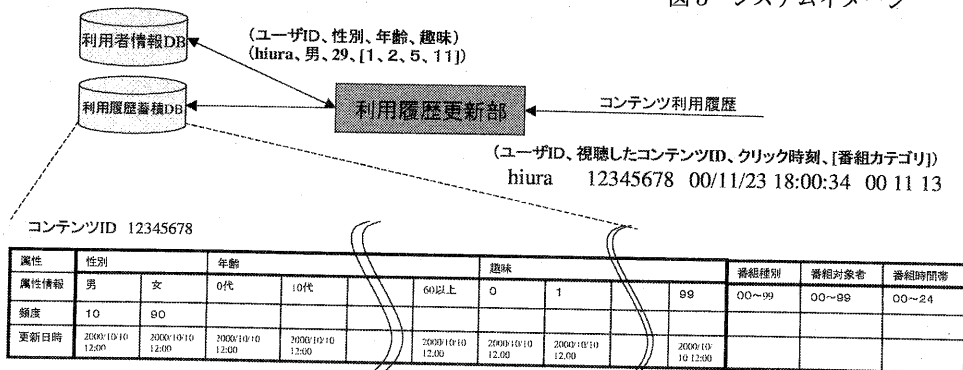 図 システムイメージ
利用者情報DB
(ユーザID、性別、年齢、趣味)
(hiura、男、29、[1、2、5、11])
利用履歴蓄積DB
利用履歴更新部
コンテンツ利用履歴
(ユーザID、視聴したコンテンツID、クリック時刻、[番組カテゴリ])
hiura 12345678 00/11/23 18:00:34 00 11 13
コンテンツID 12345678
属性 性別 年齢 趣味 番組種別 番組対象者 番組時間帯
属性情報 男 女 0代 10代 60以上 0 1 99 00~99 00~99 00~24
頻度 10 90
更新日時 2000/10/10 12:00 2000/10/10 12:00 2000/10/10 12:00 2000/10/10 12:00 2000/10/10 12:00 2000/10/10 12:00 2000/10/10 12:00 2000/10/10 12:00